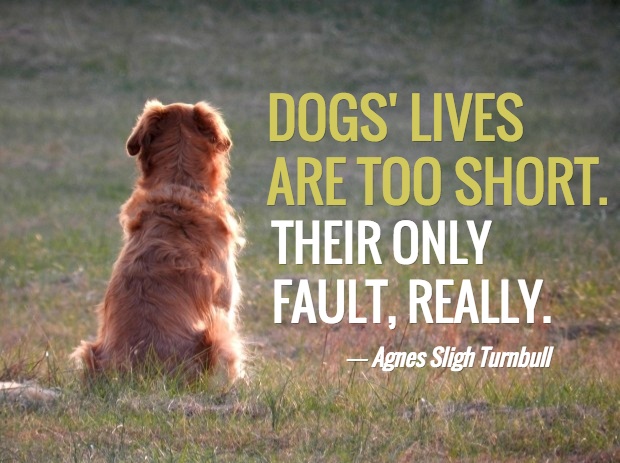 DOGS' LIVES
ARE TOO SHORT.
THEIR ONLY
FAULT, REALLY.
— Agnes Sligh Turnbull